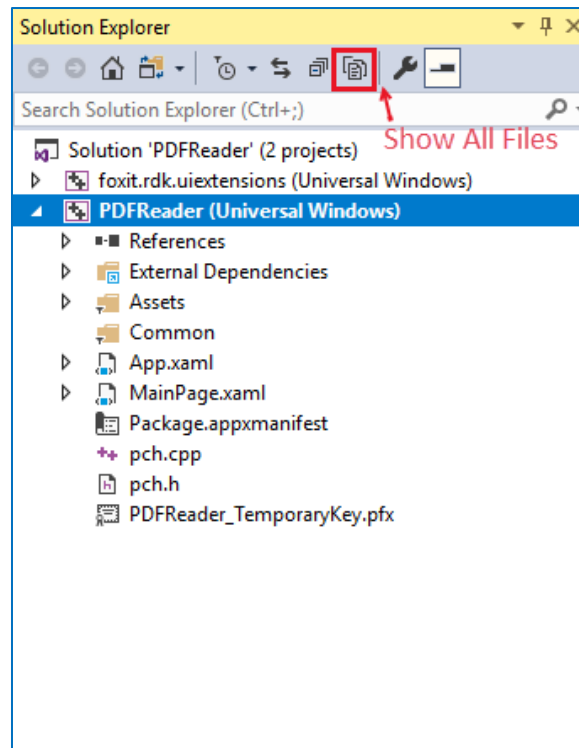 Solution Explorer
Search Solution Explorer (Ctrl+;)
Show All Files
Solution 'PDFReader' (2 projects)
foxit.rdk.uiextensions (Universal Windows)
PDFReader (Universal Windows)
References
External Dependencies
Assets
Common
App.xaml
MainPage.xaml
Package.appxmanifest
pch.cpp
pch.h
PDFReader_TemporaryKey.pfx